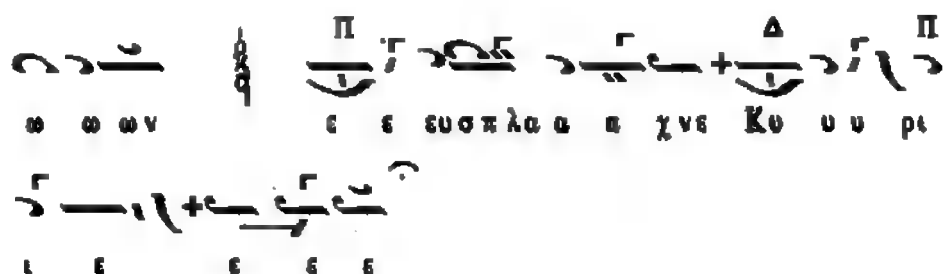 ω ω ων ε ε ευσπλαα α α χνε Κυ υ υ ρι
ι ε ε ε ε